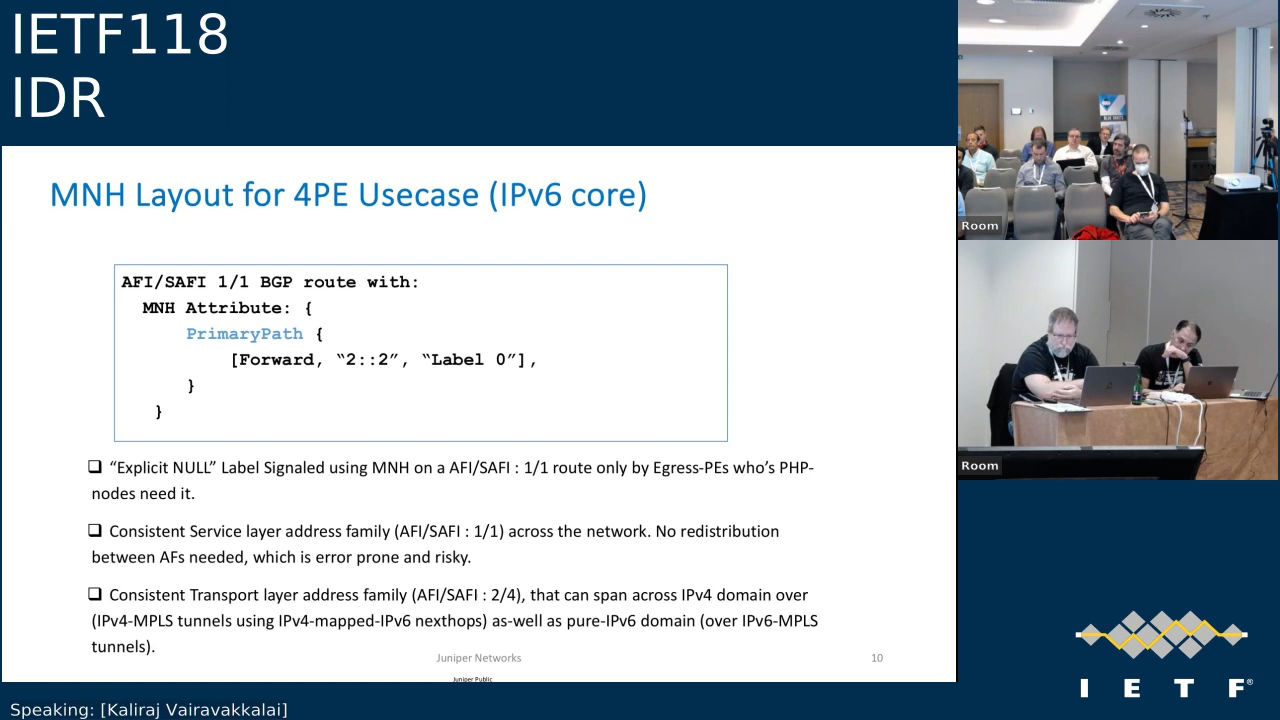 IETF118
IDR
MNH Layout for 4PE Usecase (IPv6 core)
AFI/SAFI 1/1 BGP route with:
MNH Attribute: {
PrimaryPath {
[Forward, “2::2”, “Label 0”],
}
}
❑ “Explicit NULL” Label Signaled using MNH on a AFI/SAFI : 1/1 route only by Egress-PEs who’s PHP-
nodes need it.
❑ Consistent Service layer address family (AFI/SAFI : 1/1) across the network. No redistribution
between AFs needed, which is error prone and risky.
❑ Consistent Transport layer address family (AFI/SAFI : 2/4), that can span across IPv4 domain over
(IPv4-MPLS tunnels using IPv4-mapped-IPv6 nexthops) as-well as pure-IPv6 domain (over IPv6-MPLS
tunnels).
Juniper Networks
10
Juniper Public
Room
Room
I E T F®
Speaking: [Kaliraj Vairavakkalai]